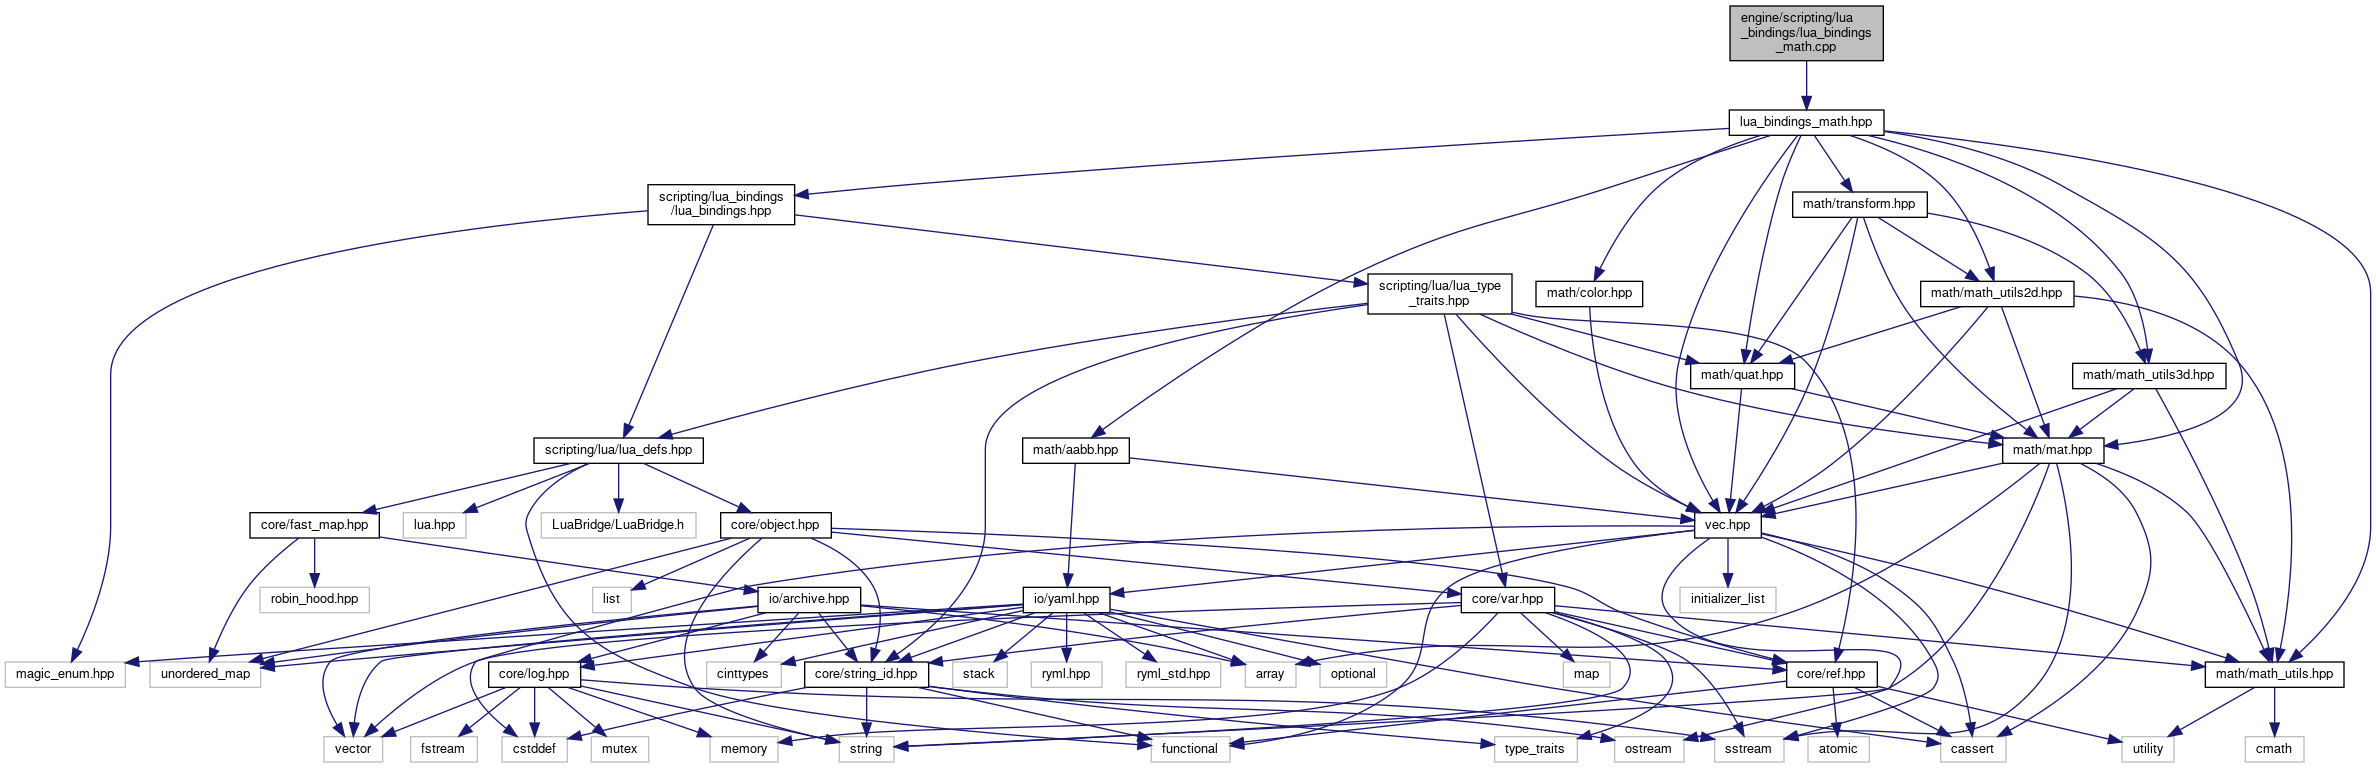 engine/scripting/lua
_bindings/lua_bindings
_math.cpp
lua_bindings_math.hpp
scripting/lua_bindings
/lua_bindings.hpp
math/transform.hpp
scripting/lua/lua_type
_traits.hpp
math/color.hpp
math/math_utils2d.hpp
math/quat.hpp
math/math_utils3d.hpp
scripting/lua/lua_defs.hpp
math/aabb.hpp
math/mat.hpp
core/fast_map.hpp
lua.hpp
LuaBridge/LuaBridge.h
core/object.hpp
vec.hpp
robin_hood.hpp
list
io/archive.hpp
io/yaml.hpp
core/var.hpp
initializer_list
magic_enum.hpp
unordered_map
core/log.hpp
cinttypes
core/string_id.hpp
stack
ryml.hpp
ryml_std.hpp
array
optional
map
core/ref.hpp
math/math_utils.hpp
vector
fstream
cstddef
mutex
memory
string
functional
type_traits
ostream
sstream
atomic
cassert
utility
cmath